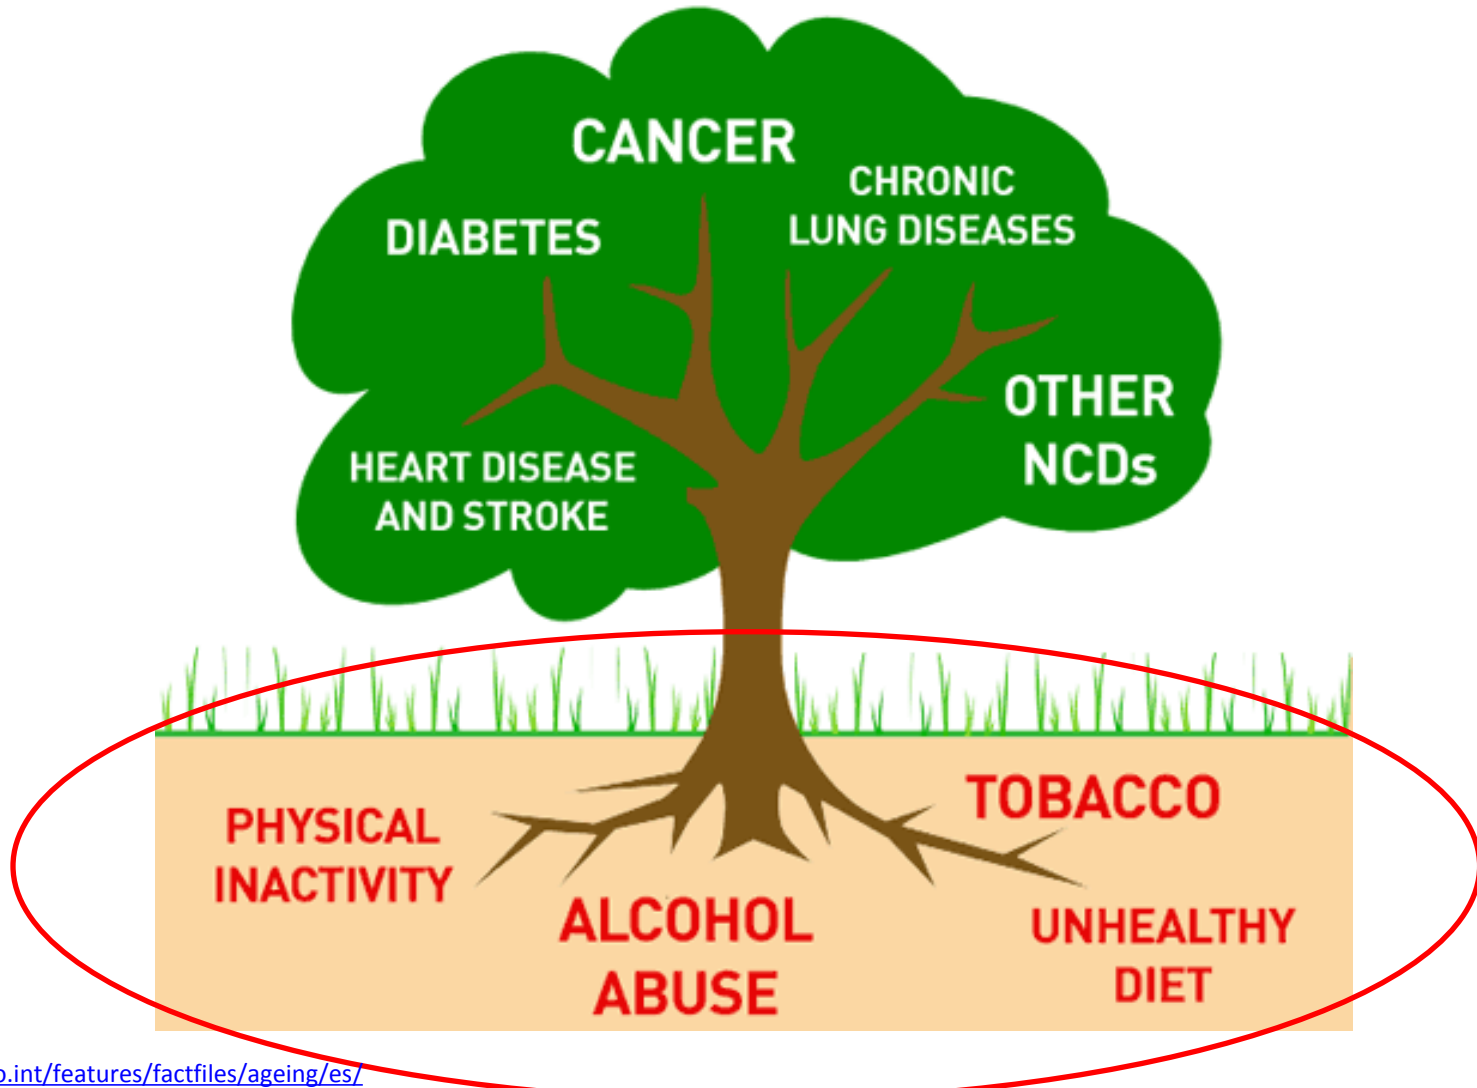 CANCER
CHRONIC
LUNG DISEASES
DIABETES
OTHER
NCDs
HEART DISEASE
AND STROKE
TOBACCO
PHYSICAL
INACTIVITY
ALCOHOL
ABUSE
UNHEALTHY
DIET
o.int/features/factfiles/ageing/es/